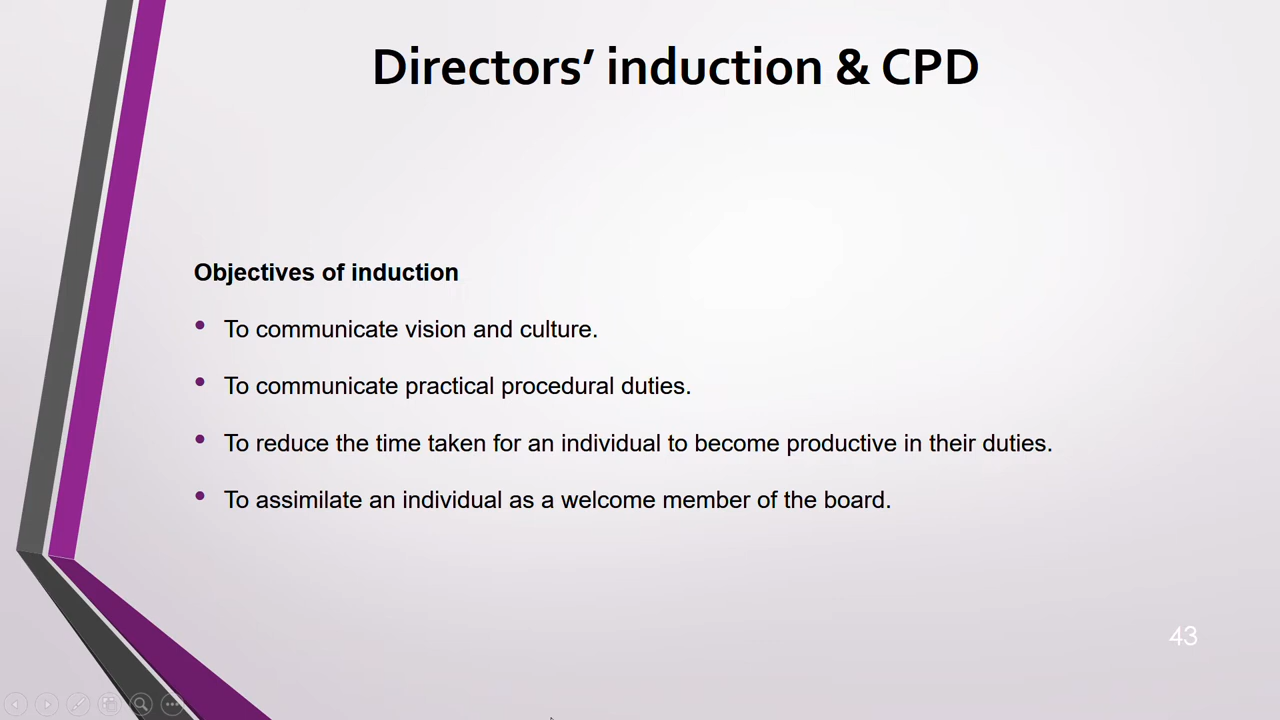 Directors’ induction & CPD
Objectives of induction
• To communicate vision and culture.
• To communicate practical procedural duties.
• To reduce the time taken for an individual to become productive in their duties.
• To assimilate an individual as a welcome member of the board.
43